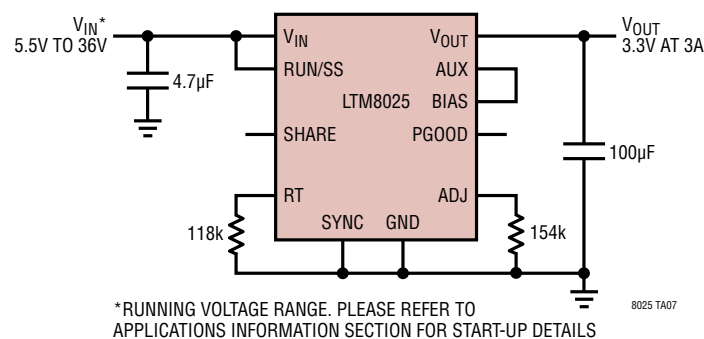 VIN*
5.5V TO 36V
4.7µF
VIN
RUN/SS
SHARE
RT
LTM8025
VOUT
AUX
BIAS
PGOOD
ADJ
SYNC
GND
VOUT
3.3V AT 3A
100µF
118k
154k
*RUNNING VOLTAGE RANGE. PLEASE REFER TO
APPLICATIONS INFORMATION SECTION FOR START-UP DETAILS
8025 TA07